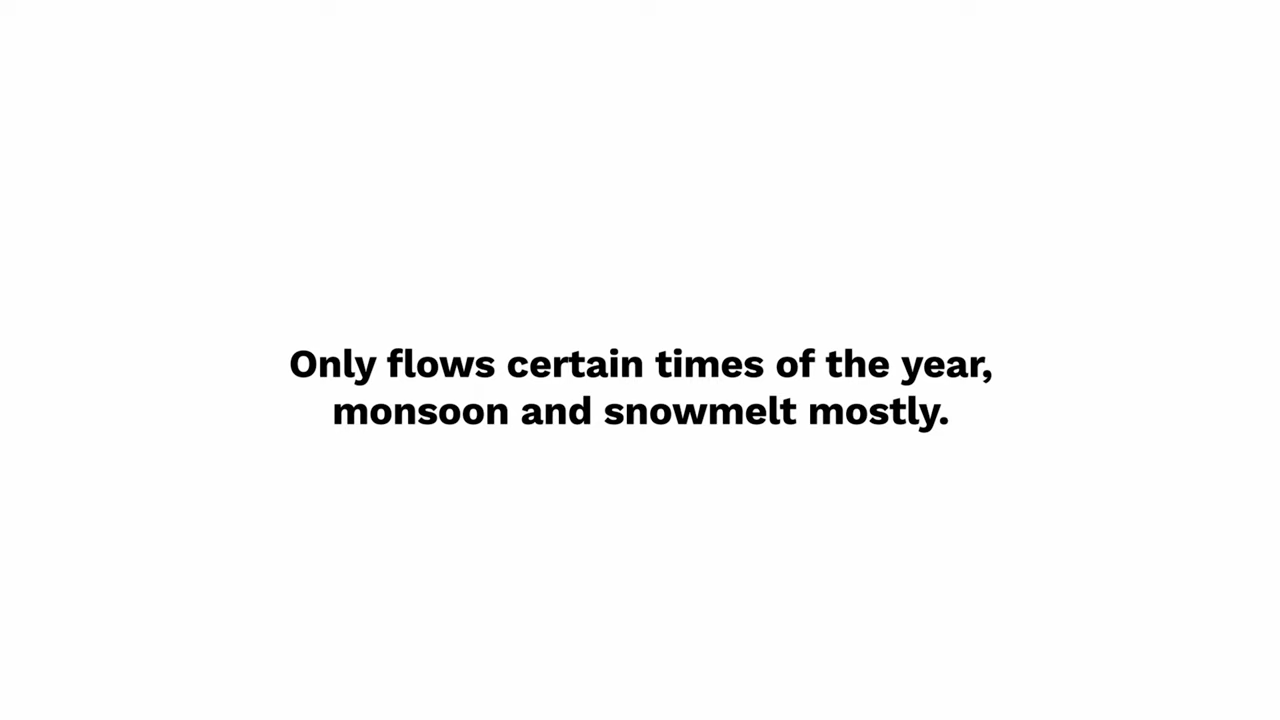 Only flows certain times of the year,
monsoon and snowmelt mostly.